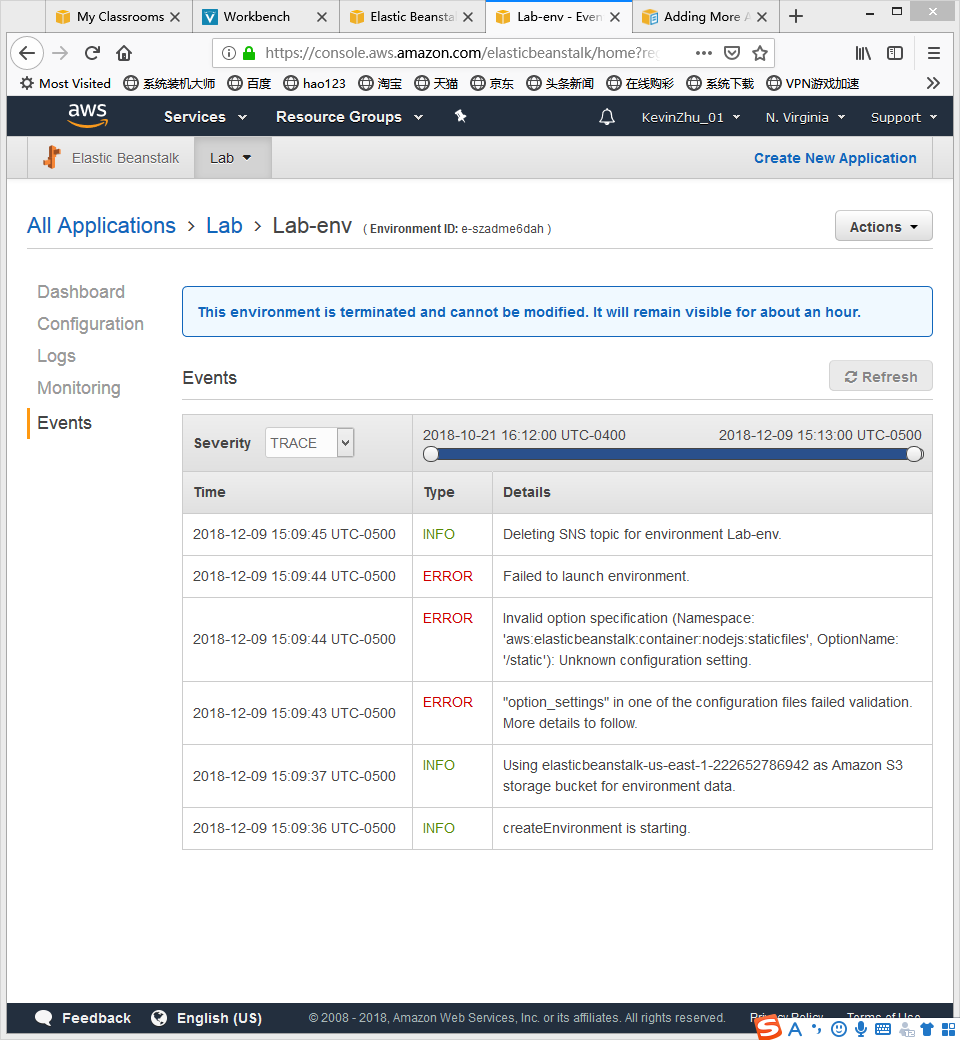 My Classrooms
Workbench
Elastic Beansta
Lab-env - Even
Adding More A
https://console.aws.amazon.com/elasticbeanstalk/home?re
Most Visited 系统装机大师 百度 hao123 淘宝 天猫 京东 头条新闻 在线购彩 系统下载 VPN游戏加速
aws Services Resource Groups KevinZhu_01 N. Virginia Support
Elastic Beanstalk Lab Create New Application
All Applications > Lab > Lab-env ( Environment ID: e-szadme6dah ) Actions
Dashboard
Configuration
Logs
Monitoring
Events
This environment is terminated and cannot be modified. It will remain visible for about an hour.
Events Refresh
Severity TRACE 2018-10-21 16:12:00 UTC-0400 2018-12-09 15:13:00 UTC-0500
Time Type Details
2018-12-09 15:09:45 UTC-0500 INFO Deleting SNS topic for environment Lab-env.
2018-12-09 15:09:44 UTC-0500 ERROR Failed to launch environment.
2018-12-09 15:09:44 UTC-0500 ERROR Invalid option specification (Namespace:
'aws:elasticbeanstalk:container:nodejs:staticfiles', OptionName:
'/static'): Unknown configuration setting.
2018-12-09 15:09:43 UTC-0500 ERROR "option_settings" in one of the configuration files failed validation.
More details to follow.
2018-12-09 15:09:37 UTC-0500 INFO Using elasticbeanstalk-us-east-1-222652786942 as Amazon S3
storage bucket for environment data.
2018-12-09 15:09:36 UTC-0500 INFO createEnvironment is starting.
Feedback English (US) © 2008 - 2018, Amazon Web Services, Inc. or its affiliates. All rights reserved. Privacy Policy Terms of Use